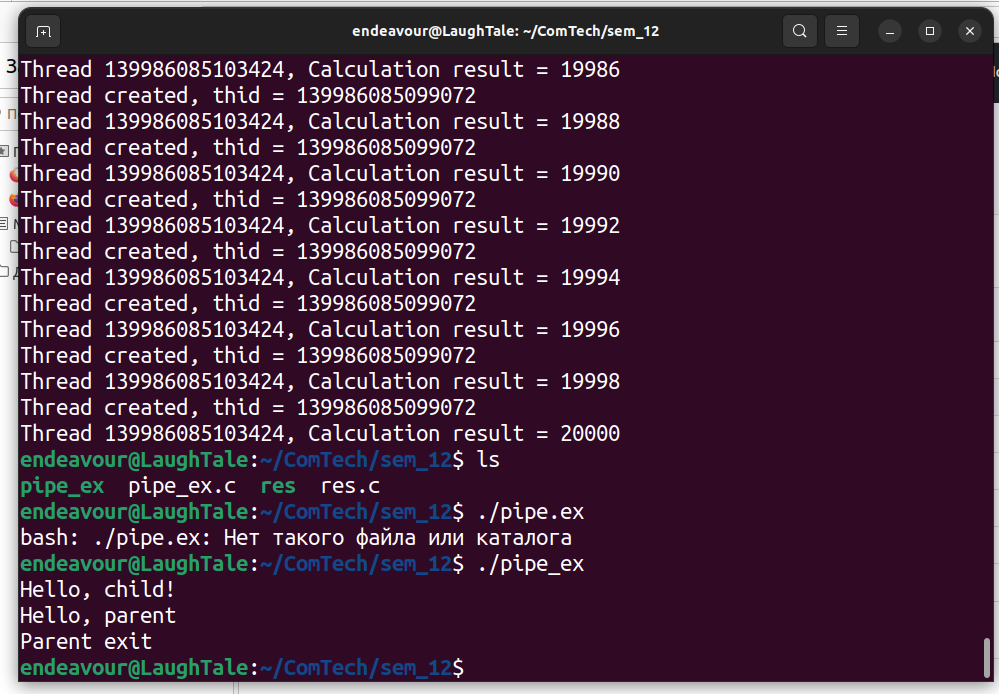 endeavour@LaughTale: ~/ComTech/sem_12
Thread 139986085103424, Calculation result = 19986
Thread created, thid = 139986085099072
Thread 139986085103424, Calculation result = 19988
Thread created, thid = 139986085099072
Thread 139986085103424, Calculation result = 19990
Thread created, thid = 139986085099072
Thread 139986085103424, Calculation result = 19992
Thread created, thid = 139986085099072
Thread 139986085103424, Calculation result = 19994
Thread created, thid = 139986085099072
Thread 139986085103424, Calculation result = 19996
Thread created, thid = 139986085099072
Thread 139986085103424, Calculation result = 19998
Thread created, thid = 139986085099072
Thread 139986085103424, Calculation result = 20000
endeavour@LaughTale:~/ComTech/sem_12$ ls
pipe_ex  pipe_ex.c  res  res.c
endeavour@LaughTale:~/ComTech/sem_12$ ./pipe.ex
bash: ./pipe.ex: Нет такого файла или каталога
endeavour@LaughTale:~/ComTech/sem_12$ ./pipe_ex
Hello, child!
Hello, parent
Parent exit
endeavour@LaughTale:~/ComTech/sem_12$